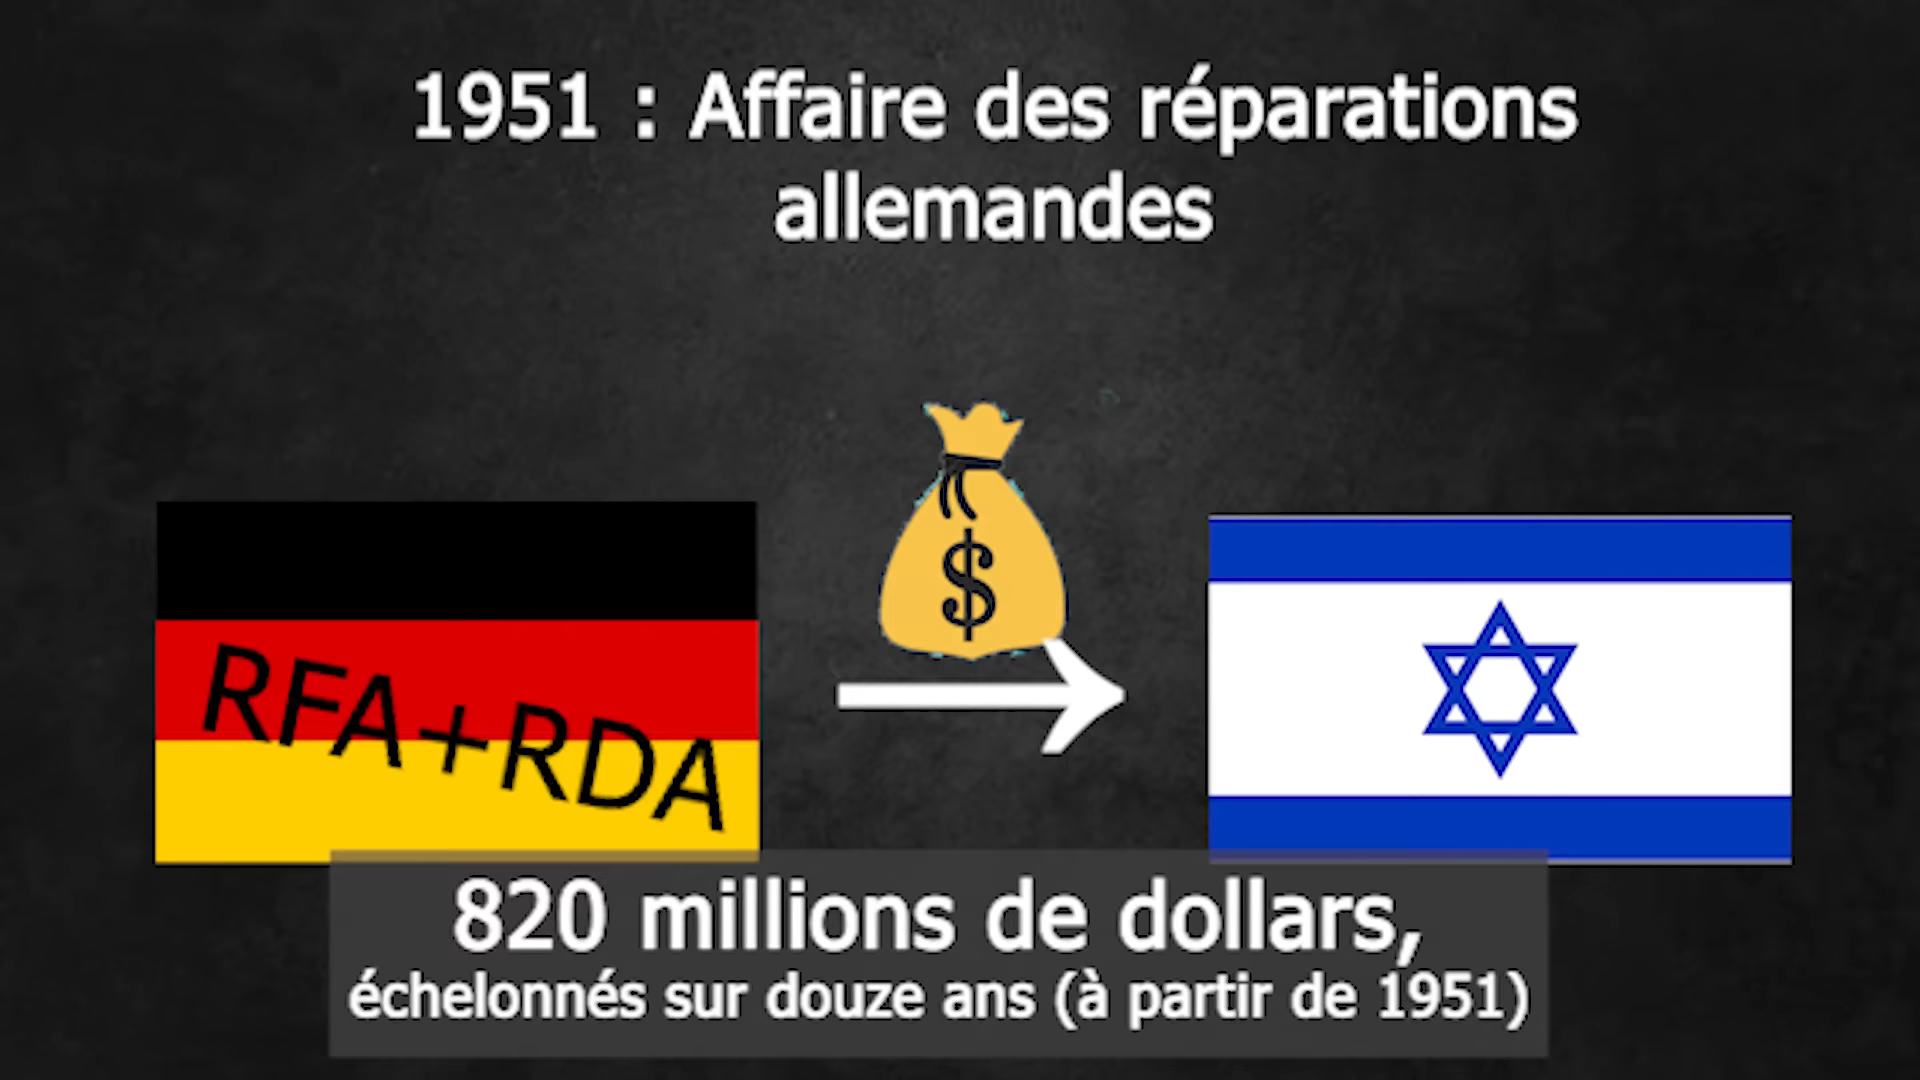 1951 : Affaire des réparations
allemandes
$
RFA+RDA
820 millions de dollars,
échelonnés sur douze ans (à partir de 1951)